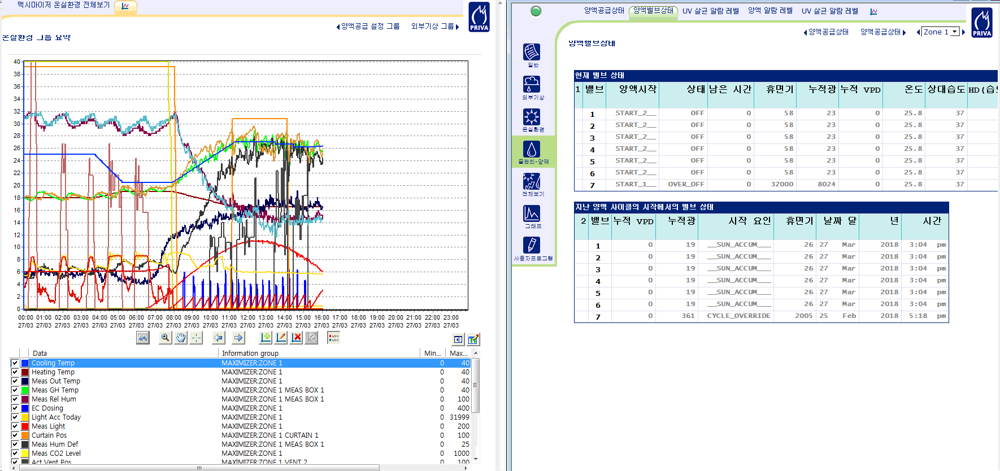 맥시마이저 온실환경 전체보기
양액공급 설정 그룹 외부기상 그룹
PRIVA
온실환경 그룹 요약
40
38
36
34
32
30
28
26
24
22
20
18
16
14
12
10
8
6
4
2
0
00:00 01:00 02:00 03:00 04:00 05:00 06:00 07:00 08:00 09:00 10:00 11:00 12:00 13:00 14:00 15:00 16:00 17:00 18:00 19:00 20:00 21:00 22:00 23:00
27/03 27/03 27/03 27/03 27/03 27/03 27/03 27/03 27/03 27/03 27/03 27/03 27/03 27/03 27/03 27/03 27/03 27/03 27/03 27/03 27/03 27/03 27/03 27/03
Data Information group Min... Max...
Cooling Temp MAXIMIZER:ZONE 1 0 40
Heating Temp MAXIMIZER:ZONE 1 0 40
Meas Out Temp MAXIMIZER:ZONE 1 0 40
Meas GH Temp MAXIMIZER:ZONE 1 MEAS BOX 1 0 40
Meas Rel Hum MAXIMIZER:ZONE 1 MEAS BOX 1 0 100
EC Dosing MAXIMIZER:ZONE 1 0 400
Light Acc Today MAXIMIZER:ZONE 1 0 31999
Meas Light MAXIMIZER:ZONE 1 0 200
Curtain Pos MAXIMIZER:ZONE 1 CURTAIN 1 0 100
Meas Hum Def MAXIMIZER:ZONE 1 MEAS BOX 1 0 25
Meas CO2 Level MAXIMIZER:ZONE 1 0 1000
Act Vent Pos MAXIMIZER:ZONE 1 VENT 2 0 100
양액공급상태 양액밸브상태 UV 살균 알람 레벨 양액 알람 레벨 UV 살균 알람 레벨
양액공급상태 양액공급상태 Zone 1
PRIVA
양액밸브상태
일반
외부기상
온실환경
물관리-양액
전체보기
그래프
사용자프로그램
현재 밸브 상태
1 밸브 양액시작 상태 남은 시간 휴면기 누적광 누적 VPD 온도 상대습도 HD(습도
1 START_2__ OFF 0 58 23 0 25.8 37
2 START_2__ OFF 0 58 23 0 25.8 37
3 START_2__ OFF 0 58 23 0 25.8 37
4 START_2__ OFF 0 58 23 0 25.8 37
5 START_2__ OFF 0 58 23 0 25.8 37
6 START_2__ OFF 0 58 23 0 25.8 37
7 START_1__ OVER_OFF 0 32000 8024 0 25.8 37
지난 양액 사이클의 시작에서의 밸브 상태
2 밸브 누적 VPD 누적광 시작 요인 휴면기 날짜 달 년 시간
1 0 19 __SUN_ACCUM___ 26 27 Mar 2018 3:04 pm
2 0 19 __SUN_ACCUM___ 26 27 Mar 2018 3:04 pm
3 0 19 __SUN_ACCUM___ 26 27 Mar 2018 3:04 pm
4 0 19 __SUN_ACCUM___ 26 27 Mar 2018 3:04 pm
5 0 19 __SUN_ACCUM___ 26 27 Mar 2018 3:04 pm
6 0 19 __SUN_ACCUM___ 26 27 Mar 2018 3:04 pm
7 0 361 CYCLE_OVERRIDE 2005 25 Feb 2018 5:18 pm